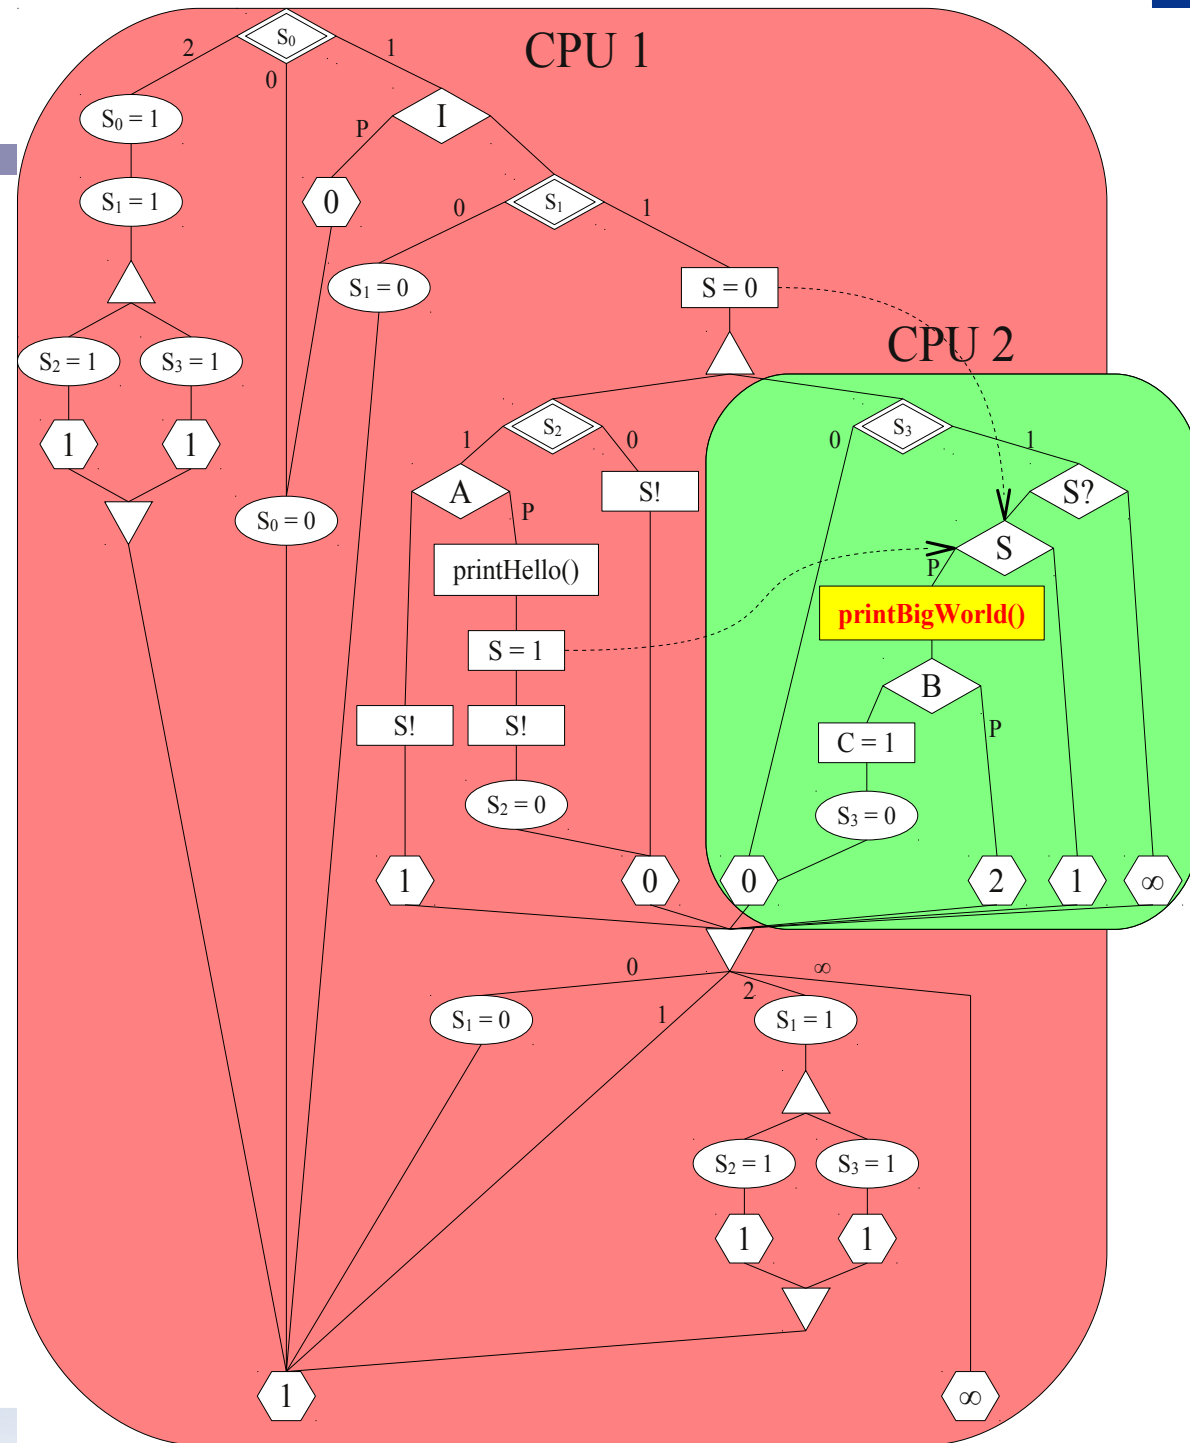 CPU 1
S₀
2
1
0
S₀ = 1
I
P
S₁ = 1
0
S₁
0
1
S₁ = 0
S = 0
CPU 2
S₂ = 1
S₃ = 1
S₂
S₃
1
0
0
1
1
1
A
S!
S?
P
S₀ = 0
S
printHello()
P
printBigWorld()
S = 1
B
S!
S!
C = 1
P
S₂ = 0
S₃ = 0
1
0
0
2
1
∞
0
∞
2
1
S₁ = 0
S₁ = 1
S₂ = 1
S₃ = 1
1
1
1
∞